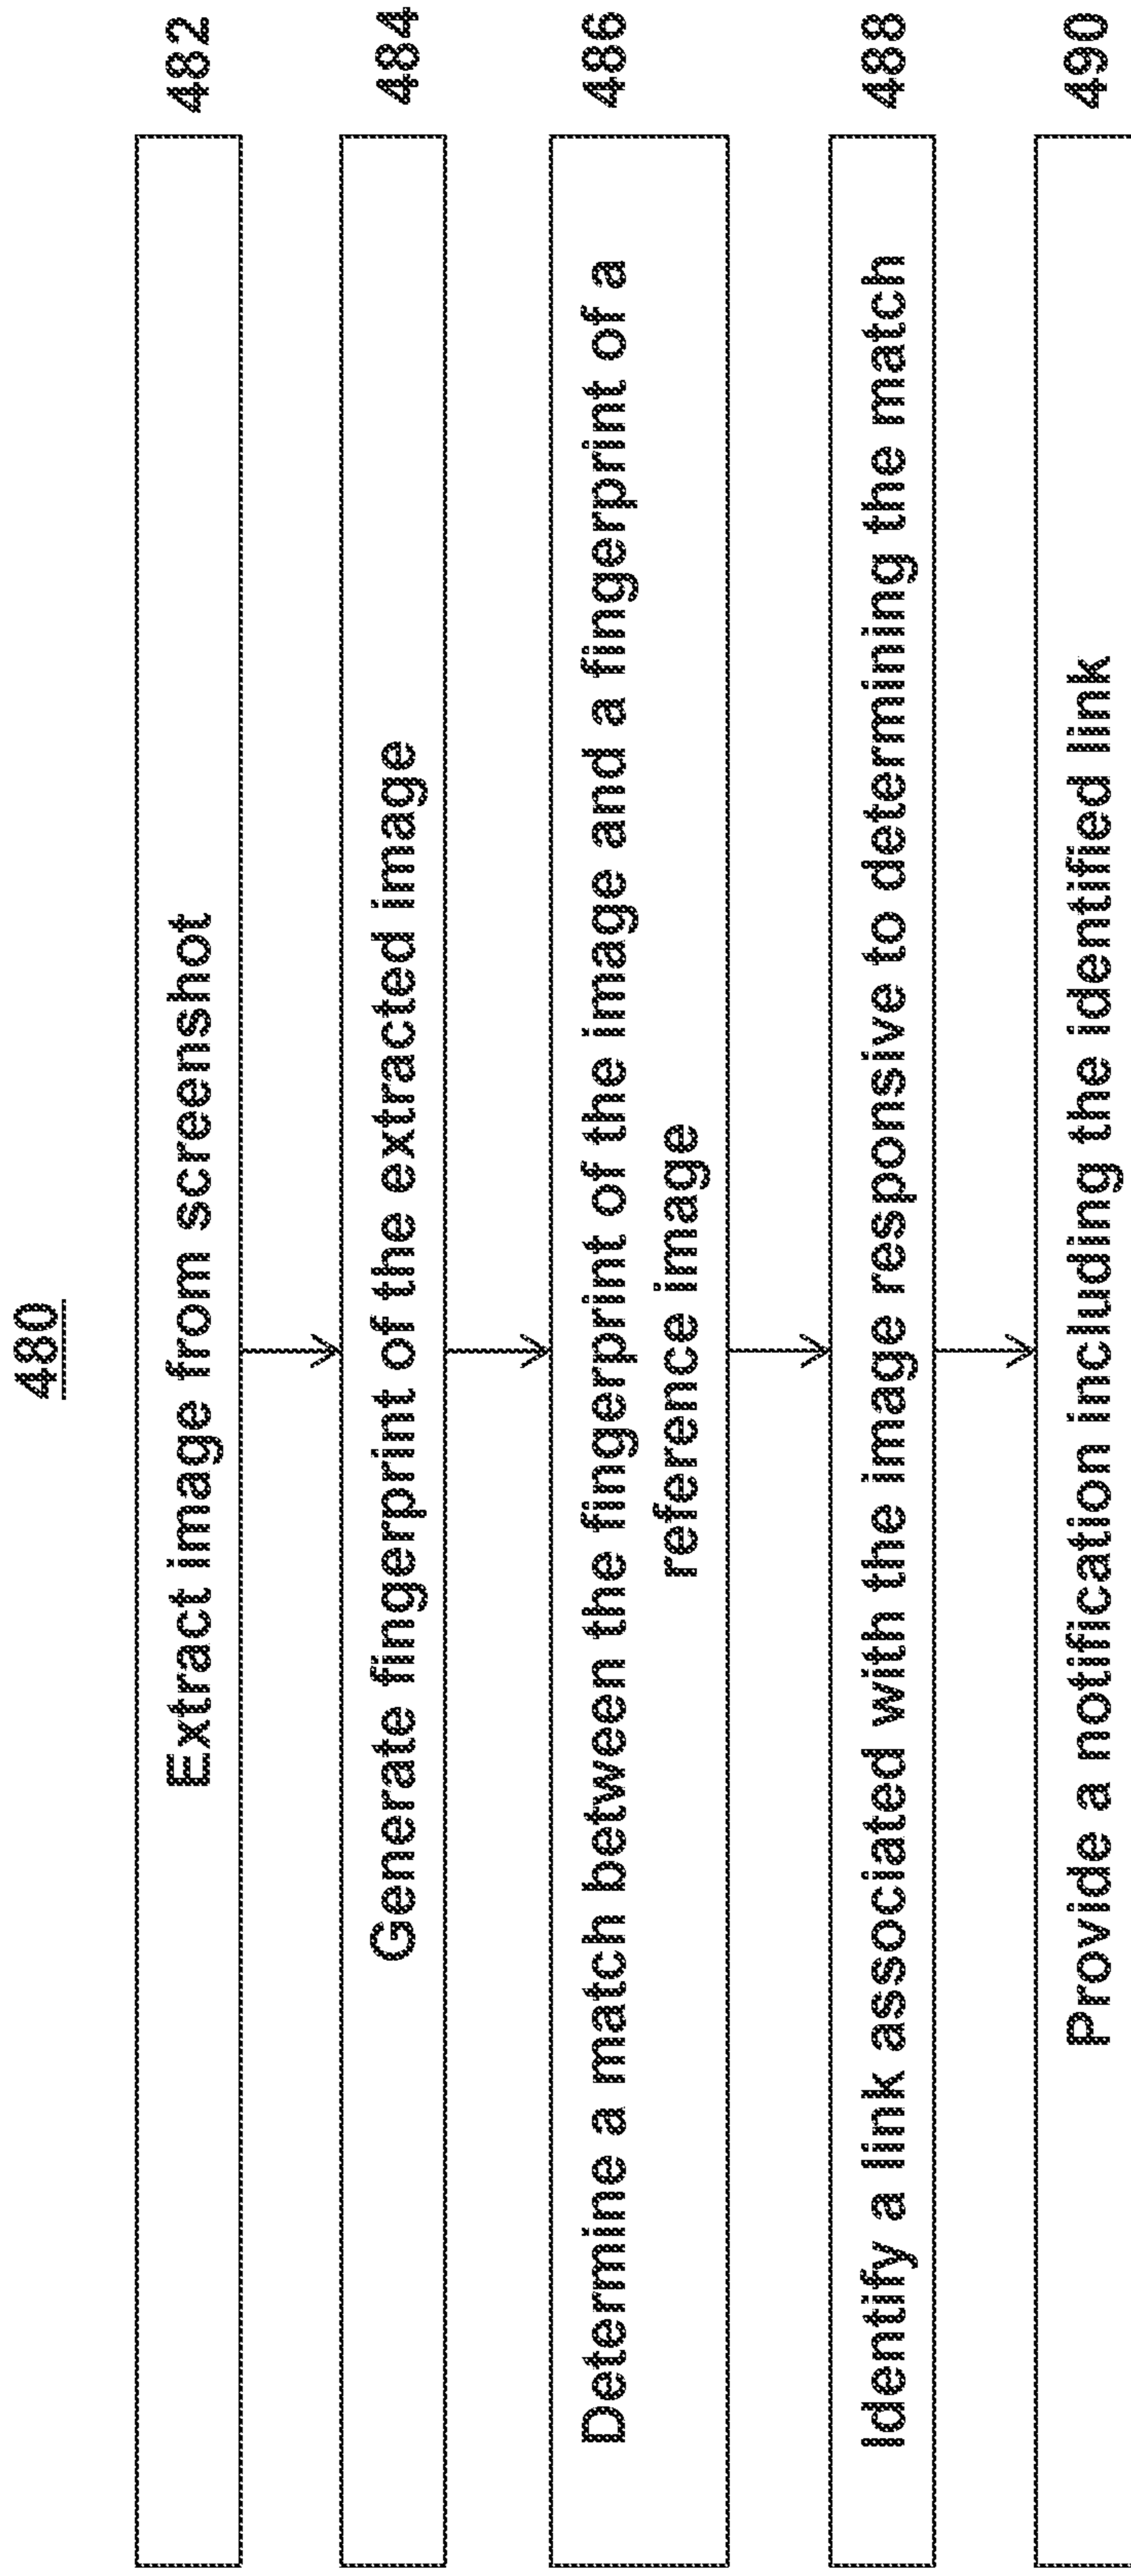 480
Extract image from screenshot
482
Generate fingerprint of the extracted image
484
Determine a match between the fingerprint of the image and a fingerprint of a
reference image
486
Identify a link associated with the image responsive to determining the match
488
Provide a notification including the identified link
490